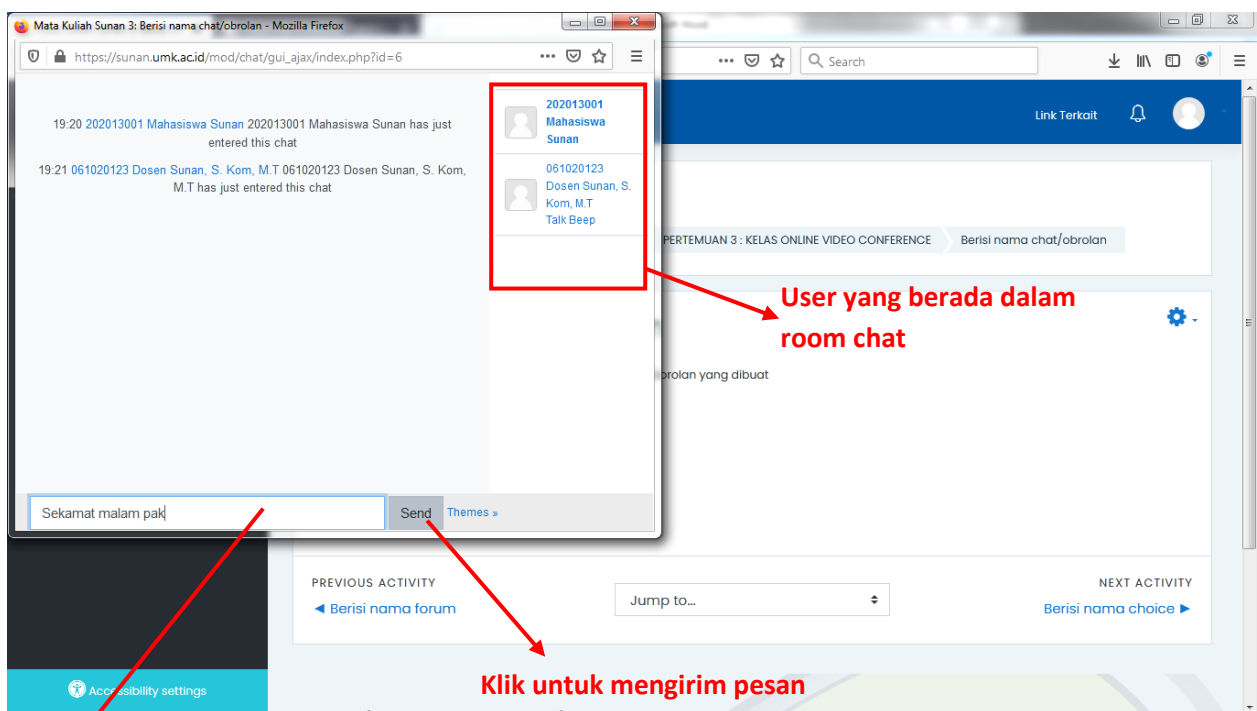 Mata Kuliah Sunan 3: Berisi nama chat/obrolan - Mozilla Firefox
https://sunan.umk.ac.id/mod/chat/gui_ajax/index.php?id=6
19:20 202013001 Mahasiswa Sunan 202013001 Mahasiswa Sunan has just
entered this chat
19:21 061020123 Dosen Sunan, S. Kom, M.T 061020123 Dosen Sunan, S. Kom,
M.T has just entered this chat
202013001
Mahasiswa
Sunan
061020123
Dosen Sunan, S.
Kom, M.T
Talk Beep
Sekamat malam pak
Send
Themes »
Search
Link Terkait
PERTEMUAN 3 : KELAS ONLINE VIDEO CONFERENCE
Berisi nama chat/obrolan
User yang berada dalam
room chat
yang dibuat
PREVIOUS ACTIVITY
◄ Berisi nama forum
Jump to...
NEXT ACTIVITY
Berisi nama choice ►
Klik untuk mengirim pesan
Accessibility settings